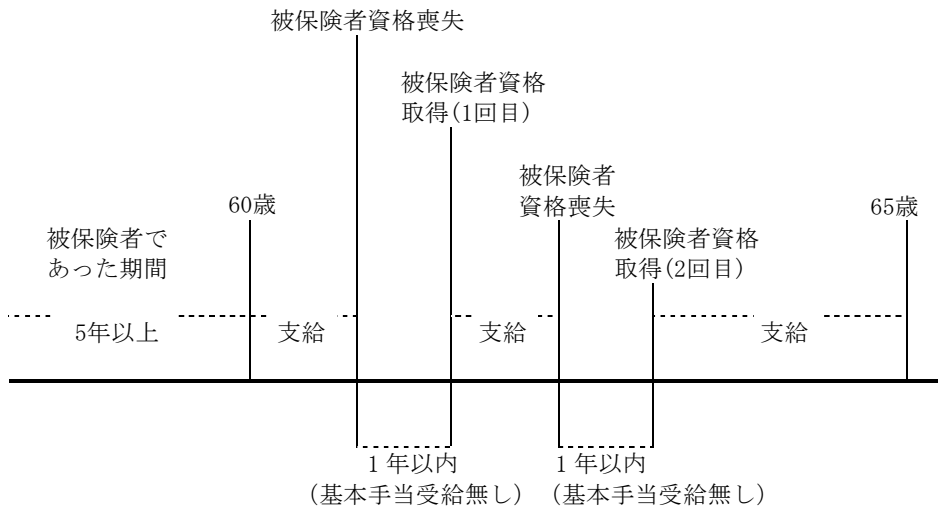 被保険者資格喪失
被保険者資格
取得(1回目)
被保険者
資格喪失
60歳
65歳
被保険者で
あった期間
被保険者資格
取得(2回目)
5年以上
支給
支給
支給
1年以内
(基本手当受給無し)
1年以内
(基本手当受給無し)